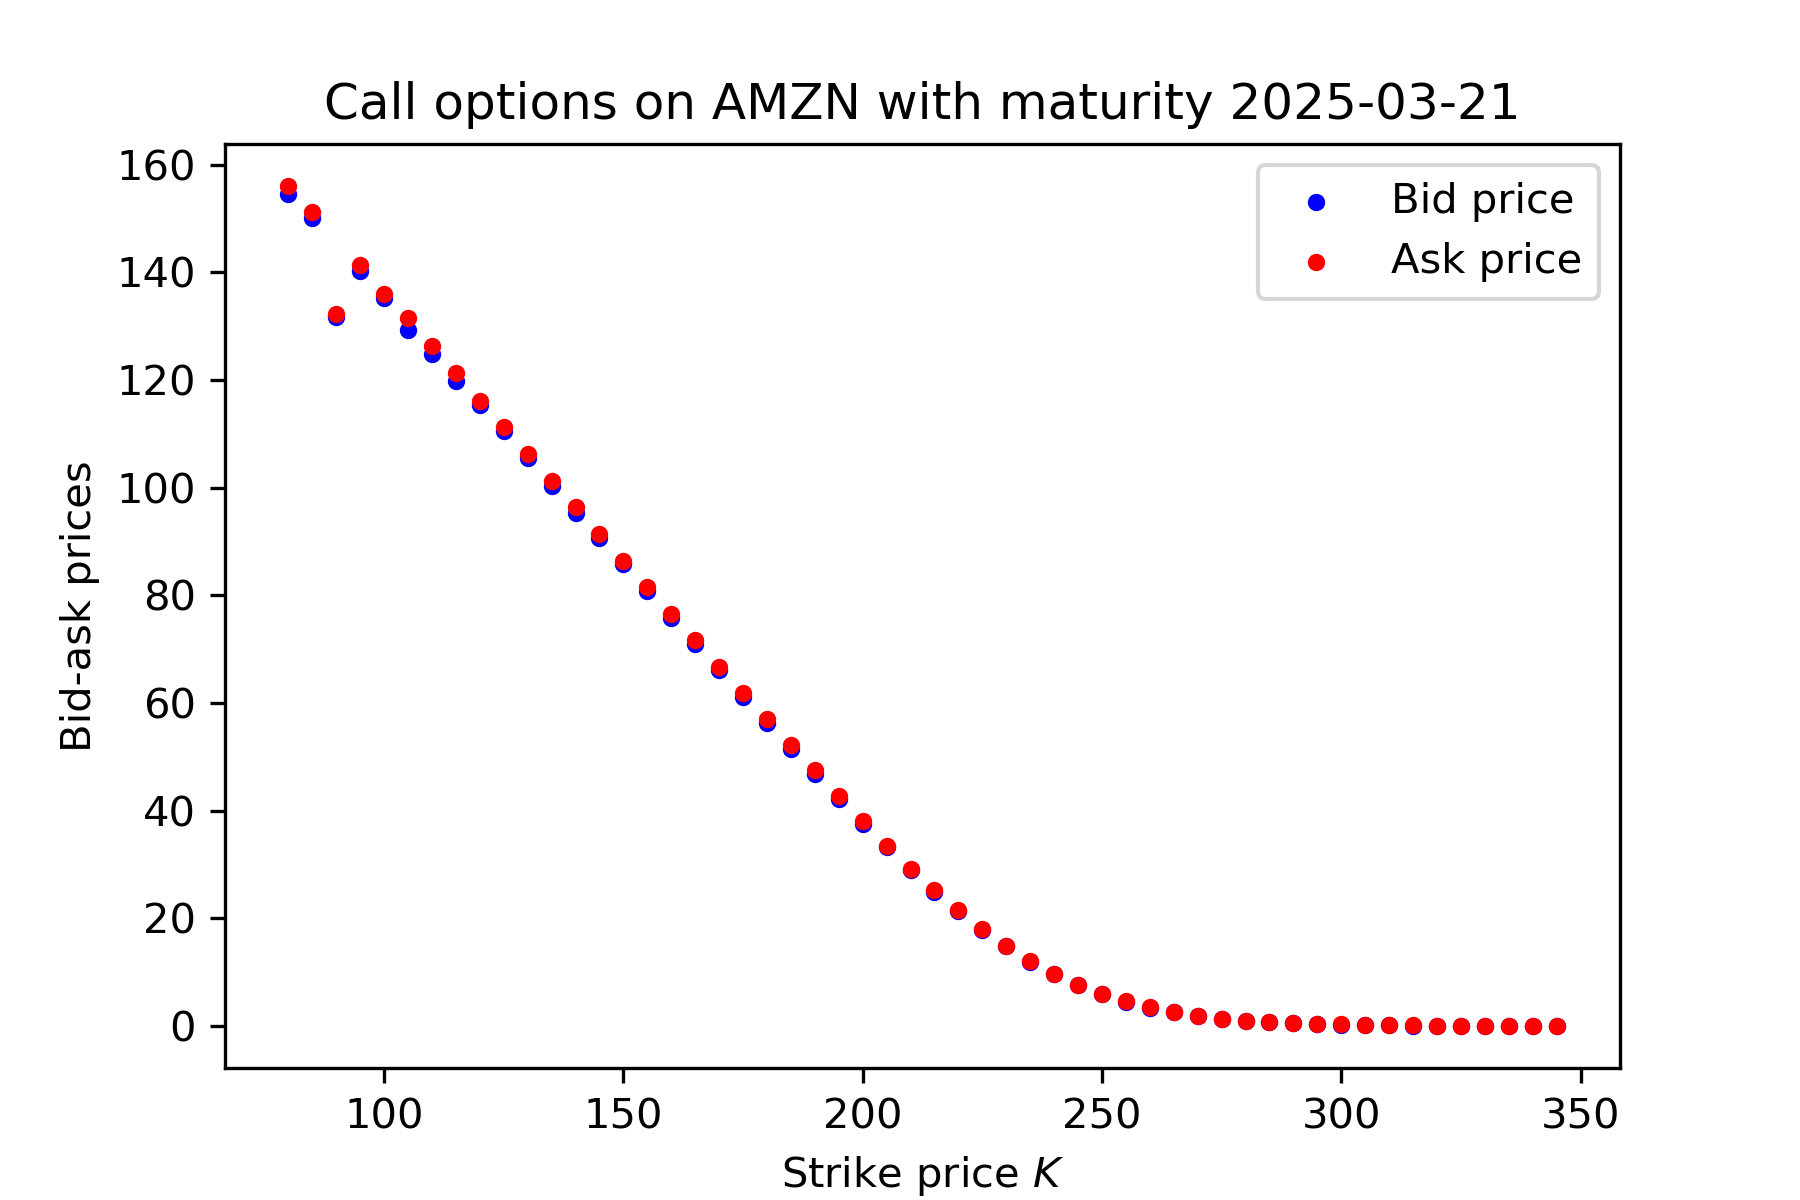 Call options on AMZN with maturity 2025-03-21
Bid price
Ask price
160
140
120
100
80
60
40
20
0
Bid-ask prices
100 150 200 250 300 350
Strike price K